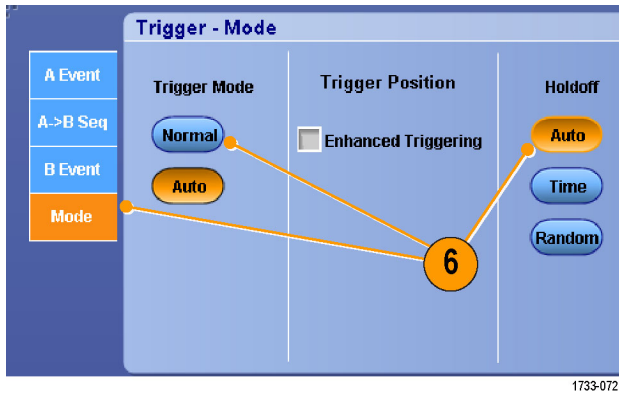 Trigger - Mode
A Event
A->B Seq
B Event
Mode
Trigger Mode
Normal
Auto
Trigger Position
Enhanced Triggering
Holdoff
Auto
Time
Random
6
1733-072